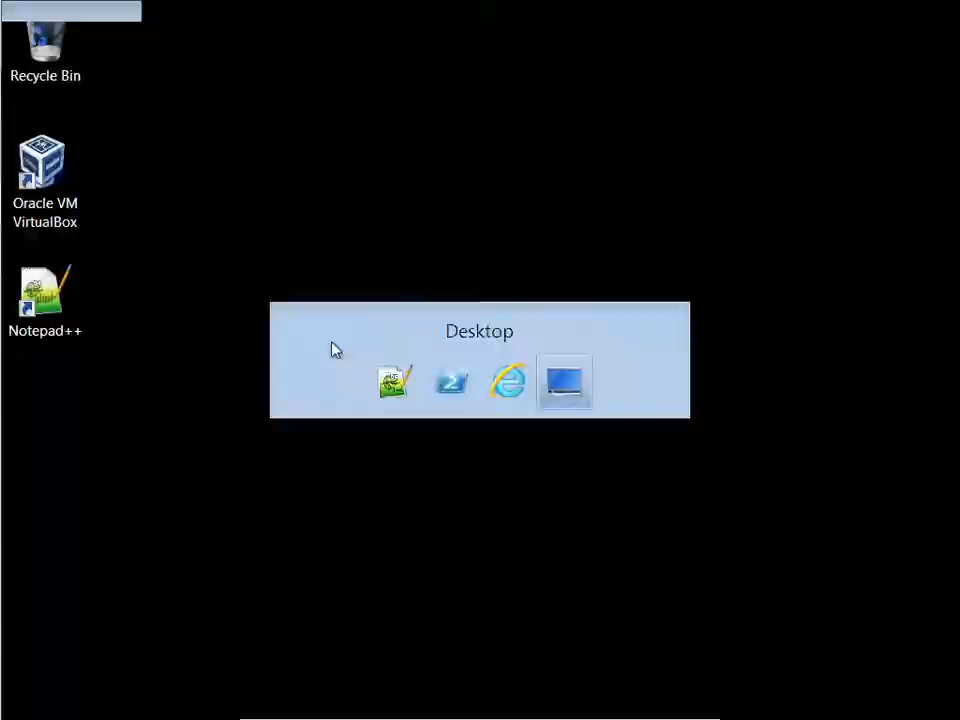 Recycle Bin
Oracle VM
VirtualBox
Notepad++
Desktop